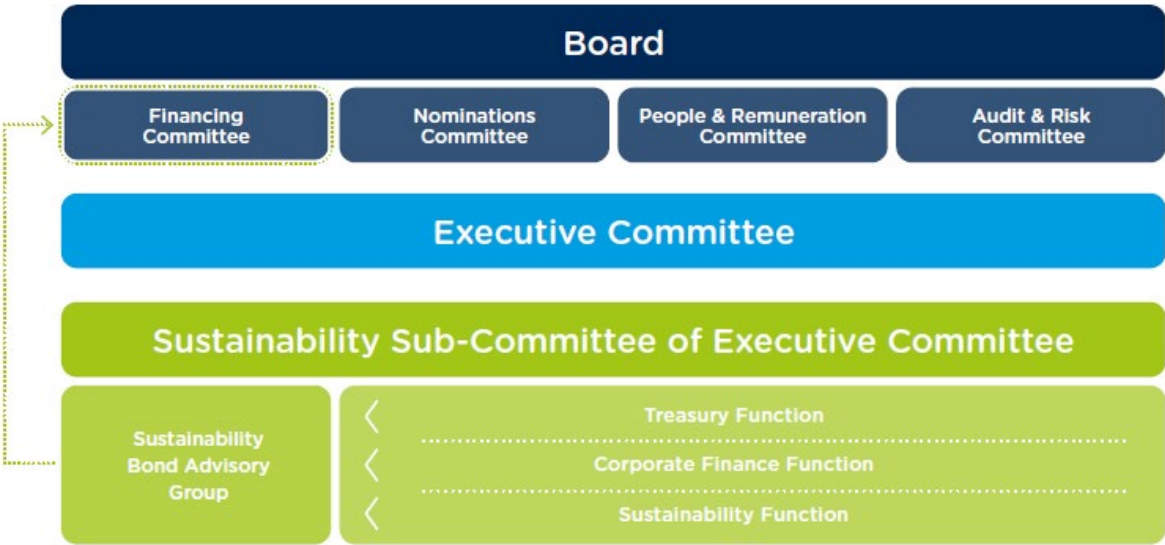 Board
Financing
Committee
Nominations
Committee
People & Remuneration
Committee
Audit & Risk
Committee
Executive Committee
Sustainability Sub-Committee of Executive Committee
Sustainability
Bond Advisory
Group
Treasury Function
Corporate Finance Function
Sustainability Function